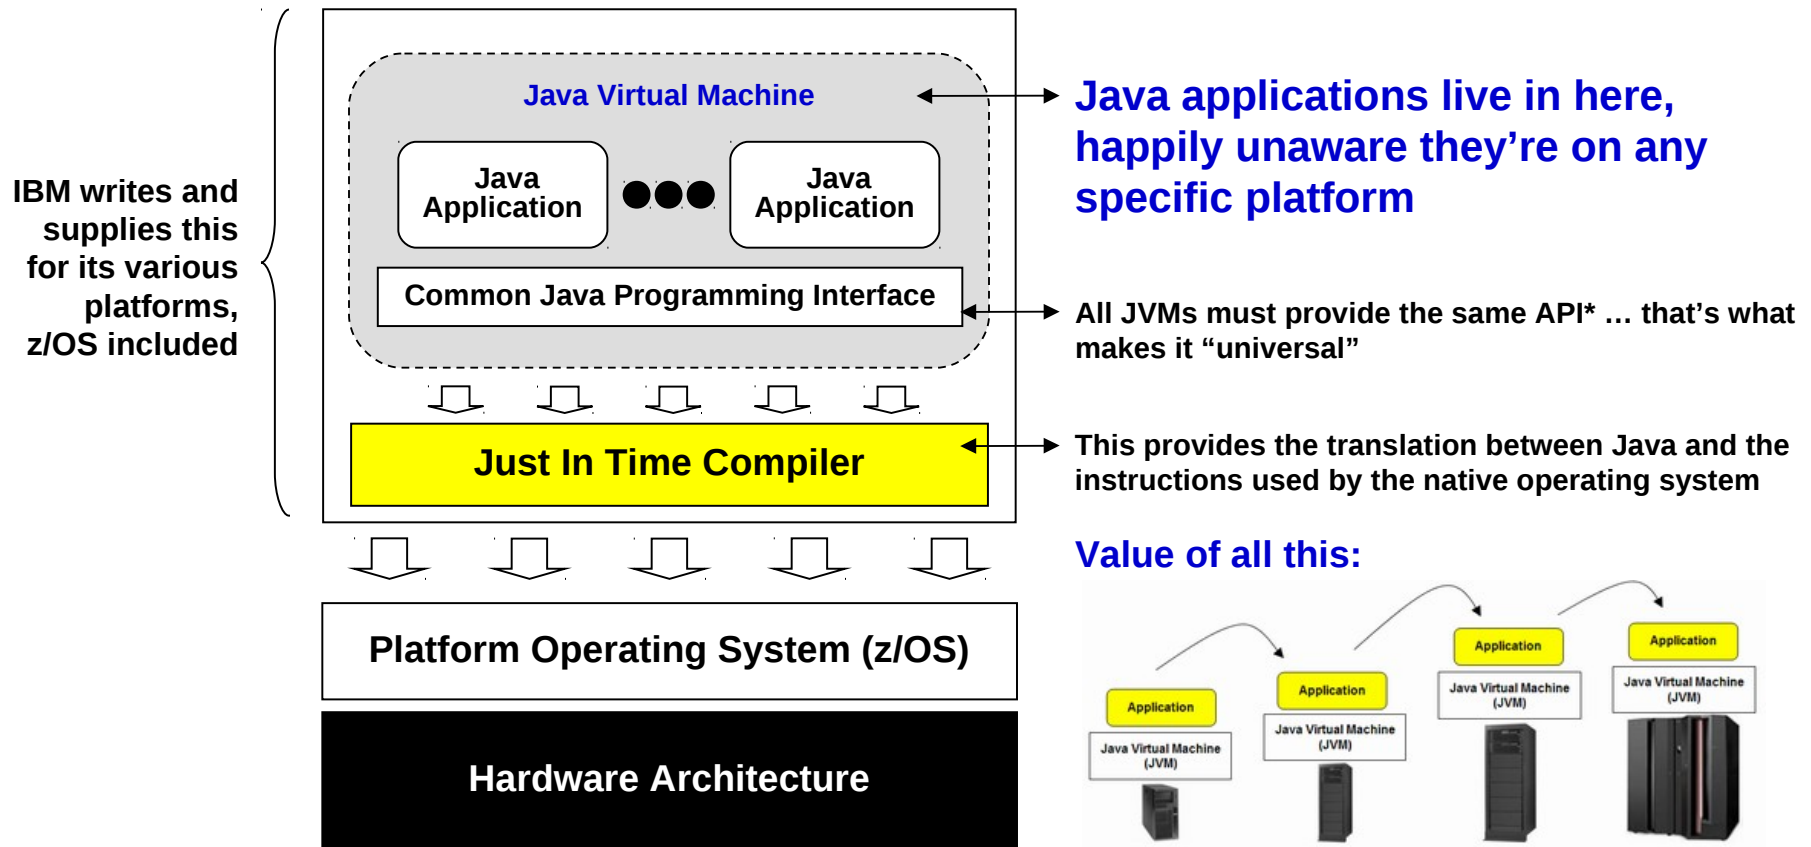 IBM writes and
supplies this
for its various
platforms,
z/OS included
Java Virtual Machine
Java
Application
Java
Application
Common Java Programming Interface
Just In Time Compiler
Platform Operating System (z/OS)
Hardware Architecture
Java applications live in here,
happily unaware they’re on any
specific platform
All JVMs must provide the same API* … that’s what
makes it “universal”
This provides the translation between Java and the
instructions used by the native operating system
Value of all this:
Application
Java Virtual Machine
(JVM)
Application
Java Virtual Machine
(JVM)
Application
Java Virtual Machine
(JVM)
Application
Java Virtual Machine
(JVM)